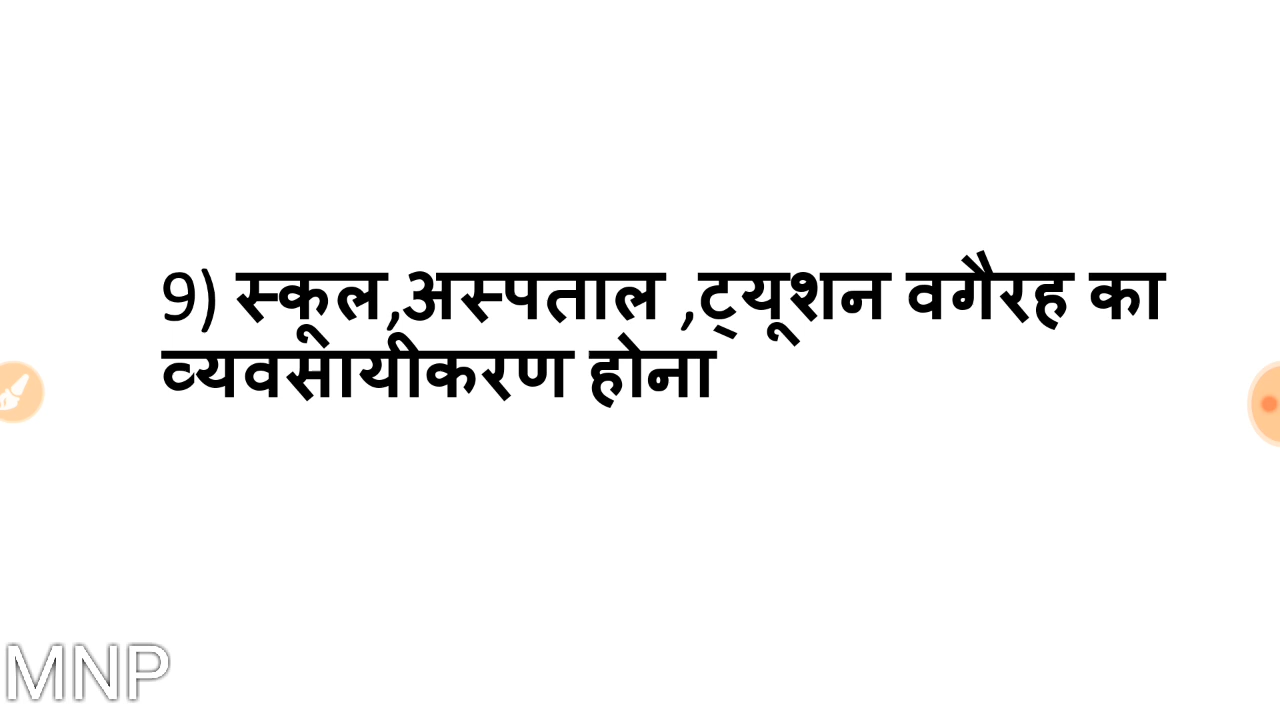 9) स्कूल,अस्पताल ,ट्यूशन वगैरह का
व्यवसायीकरण होना
MNP